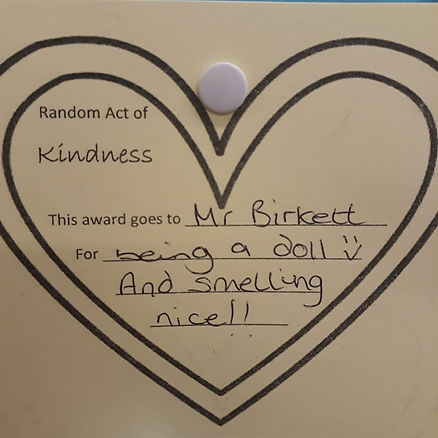 Random Act of
Kindness
This award goes to Mr Birkett
For being a doll :)
And smelling
nice!!